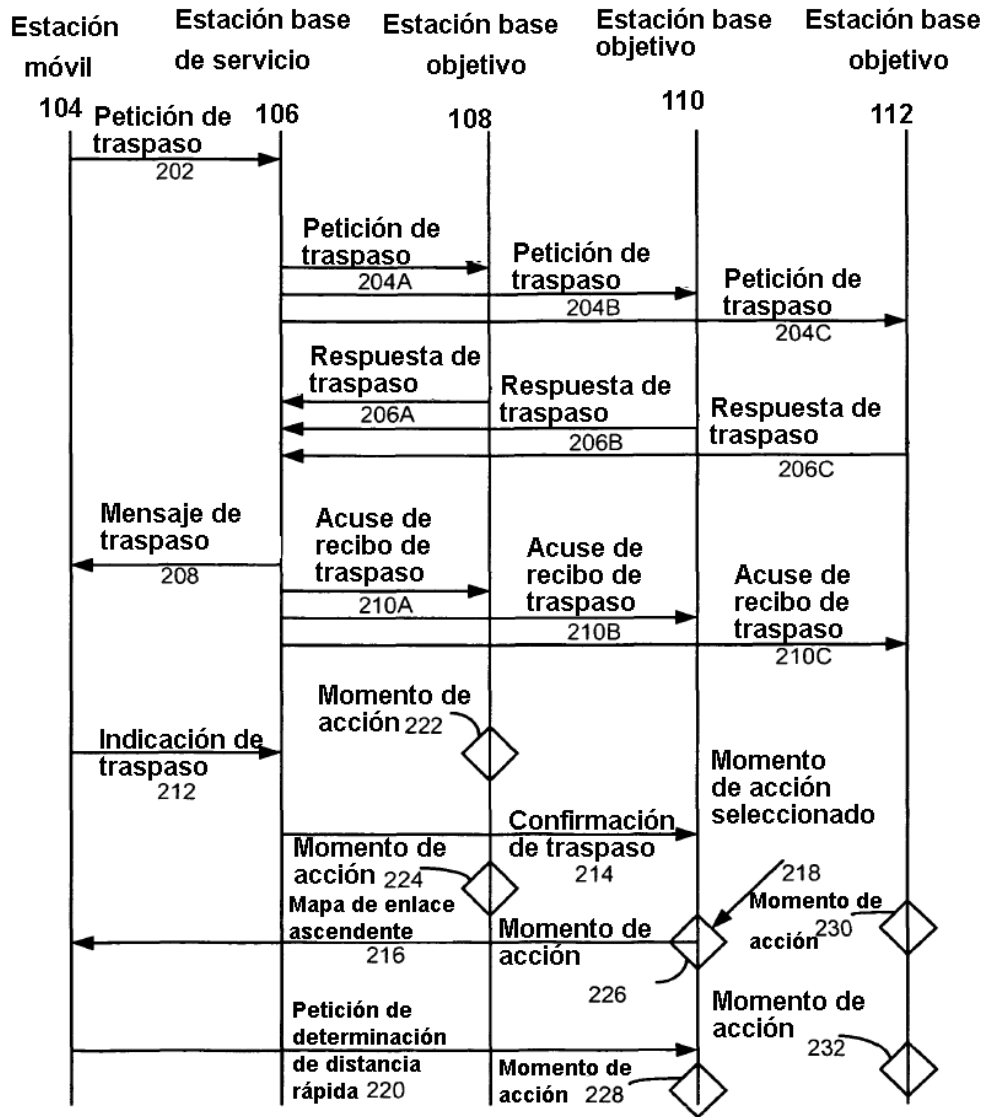 Estación
móvil
104
Estación base
de servicio
106
Estación base
objetivo
108
Estación base
objetivo
110
Estación base
objetivo
112
Petición de
traspaso
202
Petición de
traspaso
204A
Petición de
traspaso
204B
Petición de
traspaso
204C
Respuesta de
traspaso
206A
Respuesta de
traspaso
206B
Respuesta de
traspaso
206C
Mensaje de
traspaso
208
Acuse de
recibo de
traspaso
210A
Acuse de
recibo de
traspaso
210B
Acuse de
recibo de
traspaso
210C
Momento de
acción 222
Indicación de
traspaso
212
Momento
de acción
seleccionado
218
Confirmación
de traspaso
214
Momento de
acción 224
Mapa de enlace
ascendente
216
Momento de
acción
226
Momento de
acción 230
Petición de
determinación
de distancia
rápida 220
Momento de
acción 228
Momento de
acción
232